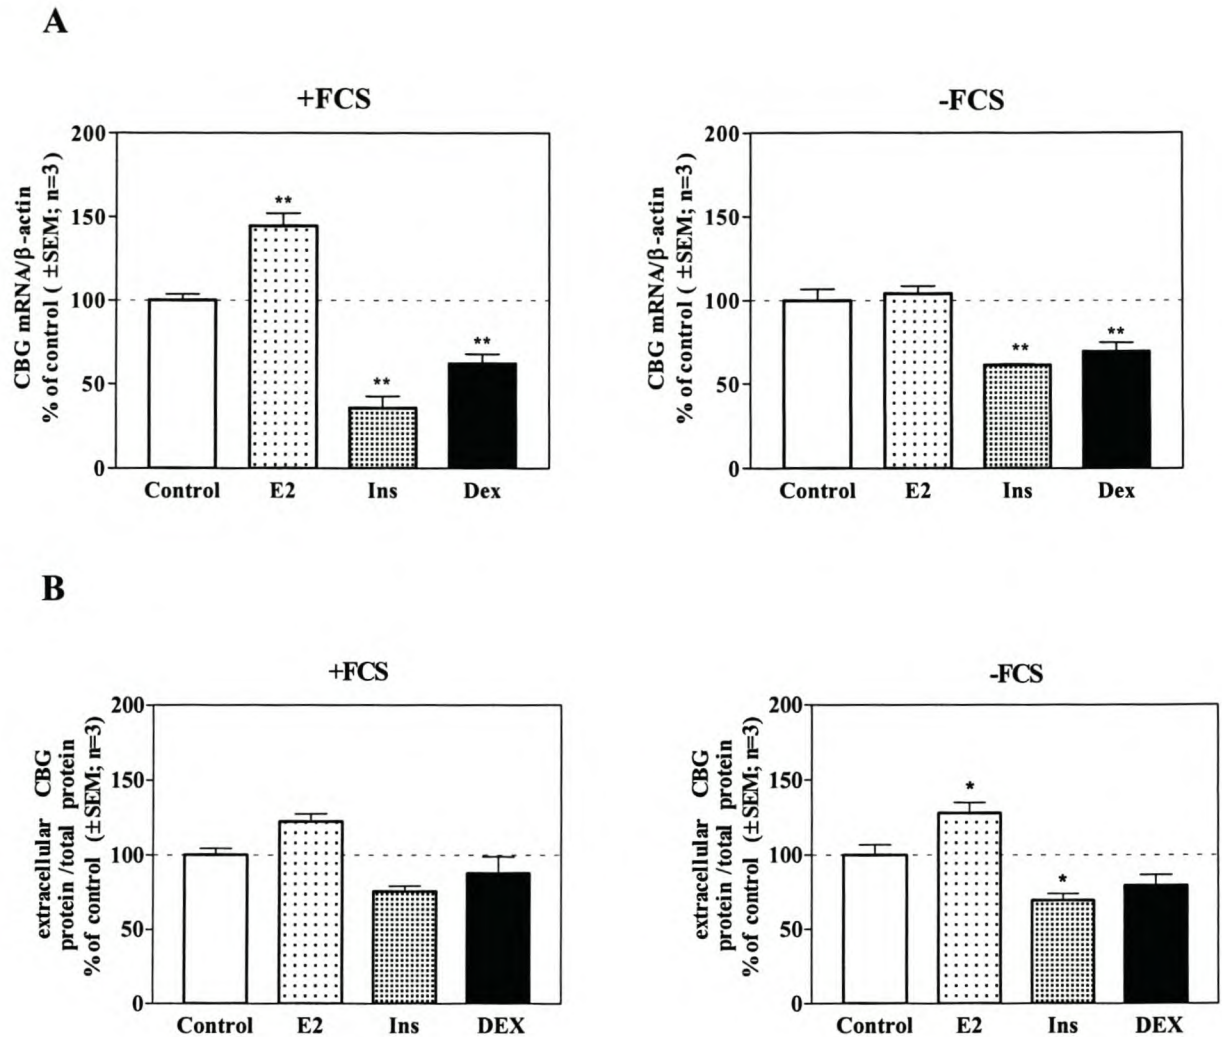 A
+FCS
CBG mRNA/β-actin
% of control ( ±SEM; n=3)
200
150
100
50
0
**
**
**
Control E2 Ins Dex
-FCS
CBG mRNA/β-actin
% of control ( ±SEM; n=3)
200
150
100
50
0
**
**
Control E2 Ins Dex
B
+FCS
extracellular CBG
protein /total protein
% of control (±SEM; n=3)
200
150
100
50
0
Control E2 Ins DEX
-FCS
extracellular CBG
protein /total protein
% of control (±SEM; n=3)
200
150
100
50
0
*
*
Control E2 Ins DEX